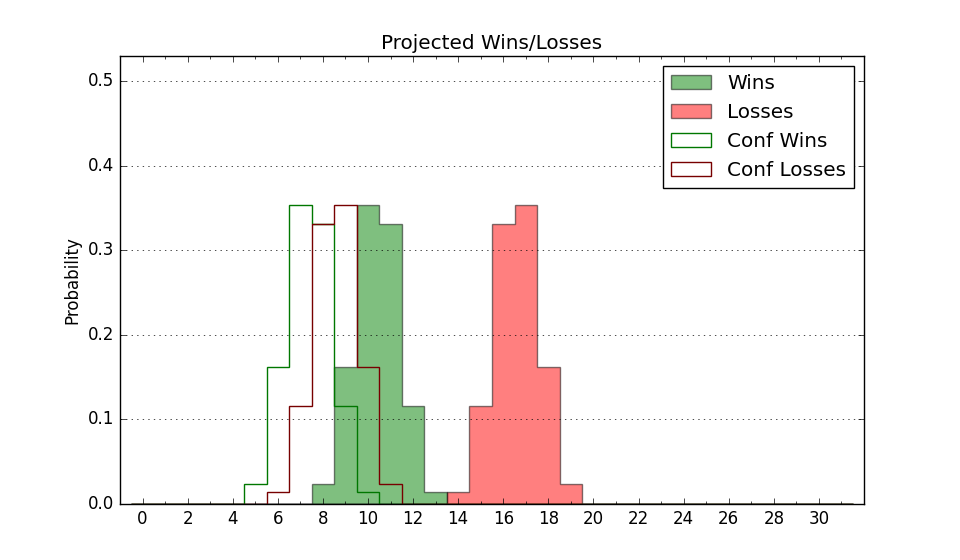 Projected Wins/Losses
0.5
0.4
0.3
0.2
0.1
0.0
Probability
Wins
Losses
Conf Wins
Conf Losses
0 2 4 6 8 10 12 14 16 18 20 22 24 26 28 30